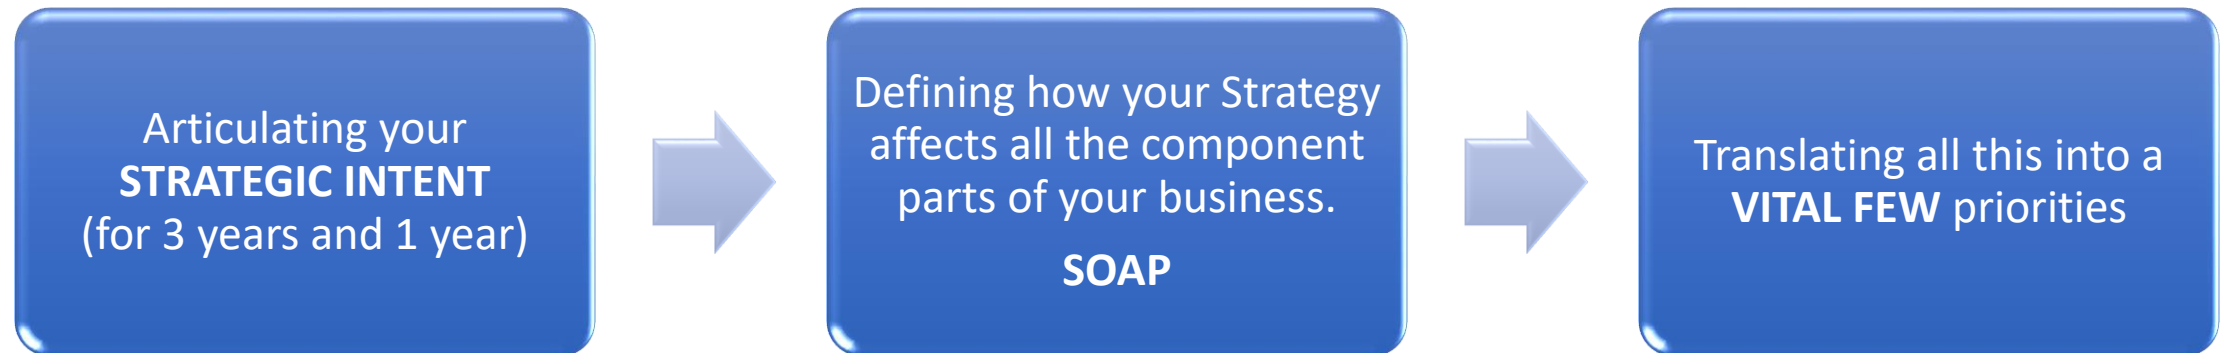 Articulating your
STRATEGIC INTENT
(for 3 years and 1 year)
Defining how your Strategy
affects all the component
parts of your business.
SOAP
Translating all this into a
VITAL FEW priorities